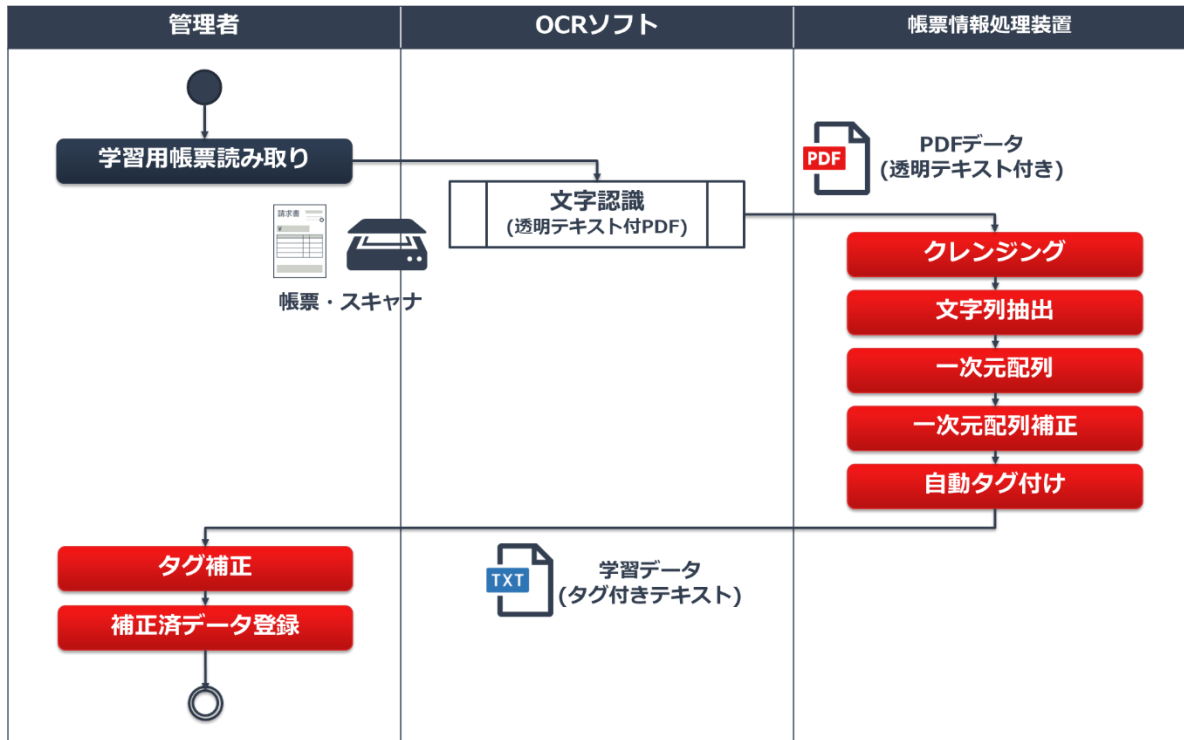 管理者
OCRソフト
帳票情報処理装置
学習用帳票読み取り
請求書
¥
帳票・スキャナ
文字認識
(透明テキスト付PDF)
PDF
PDFデータ
(透明テキスト付き)
クレンジング
文字列抽出
一次元配列
一次元配列補正
自動タグ付け
タグ補正
補正済データ登録
TXT
学習データ
(タグ付きテキスト)